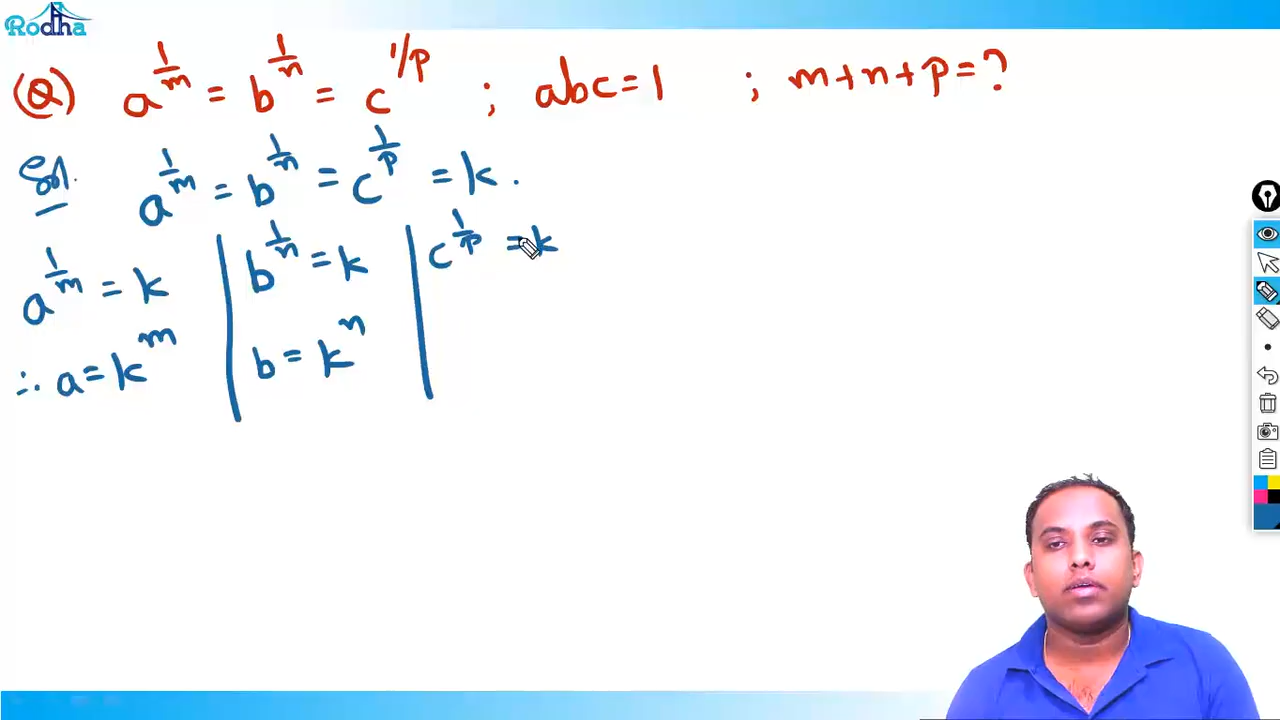 Rodha
(Q) a^{1/m} = b^{1/n} = c^{1/p} ; abc=1 ; m+n+p=?
Sol. a^{1/m} = b^{1/n} = c^{1/p} = k.
a^{1/m} = k | b^{1/n} = k | c^{1/p} = k
∴ a=k^m | b=k^n